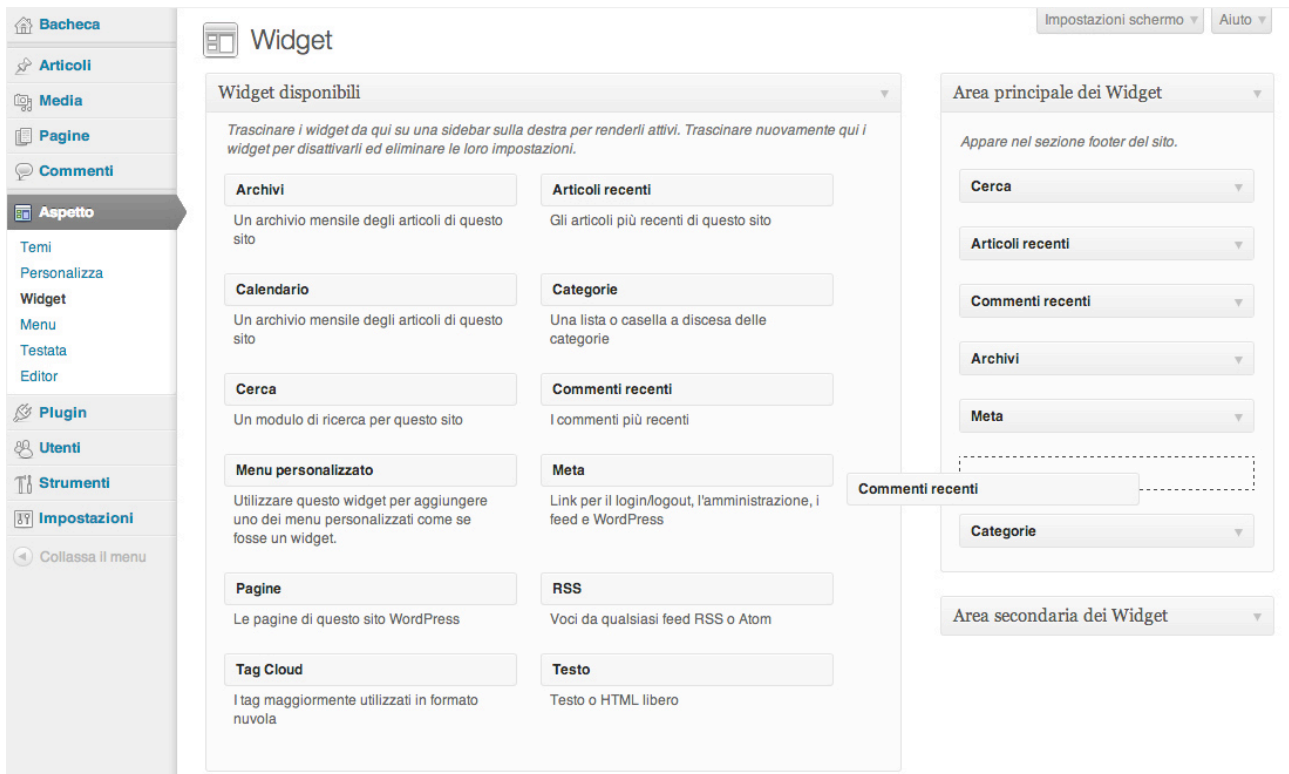 Bacheca
Articoli
Media
Pagine
Commenti
Aspetto
Temi
Personalizza
Widget
Menu
Testata
Editor
Plugin
Utenti
Strumenti
Impostazioni
Collassa il menu
Impostazioni schermo
Aiuto
Widget
Widget disponibili
Trascinare i widget da qui su una sidebar sulla destra per renderli attivi. Trascinare nuovamente qui i
widget per disattivarli ed eliminare le loro impostazioni.
Archivi
Un archivio mensile degli articoli di questo
sito
Articoli recenti
Gli articoli più recenti di questo sito
Calendario
Un archivio mensile degli articoli di questo
sito
Categorie
Una lista o casella a discesa delle
categorie
Cerca
Un modulo di ricerca per questo sito
Commenti recenti
I commenti più recenti
Menu personalizzato
Utilizzare questo widget per aggiungere
uno dei menu personalizzati come se
fosse un widget.
Meta
Link per il login/logout, l'amministrazione, i
feed e WordPress
Pagine
Le pagine di questo sito WordPress
RSS
Voci da qualsiasi feed RSS o Atom
Tag Cloud
I tag maggiormente utilizzati in formato
nuvola
Testo
Testo o HTML libero
Area principale dei Widget
Appare nel sezione footer del sito.
Cerca
Articoli recenti
Commenti recenti
Archivi
Meta
Commenti recenti
Categorie
Area secondaria dei Widget